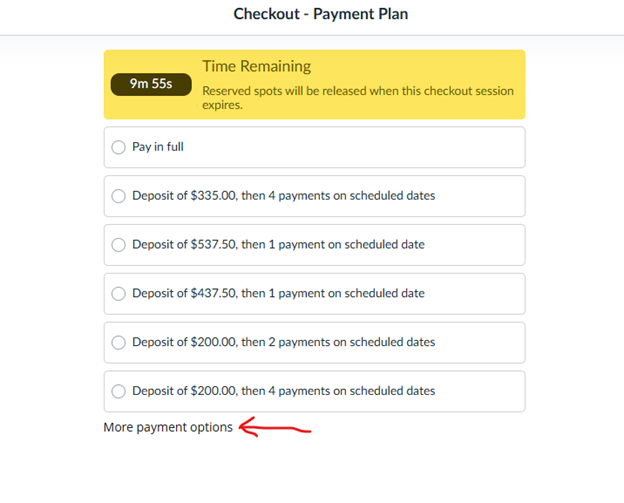 Checkout - Payment Plan
Time Remaining
9m 55s
Reserved spots will be released when this checkout session
expires.
Pay in full
Deposit of $335.00, then 4 payments on scheduled dates
Deposit of $537.50, then 1 payment on scheduled date
Deposit of $437.50, then 1 payment on scheduled date
Deposit of $200.00, then 2 payments on scheduled dates
Deposit of $200.00, then 4 payments on scheduled dates
More payment options